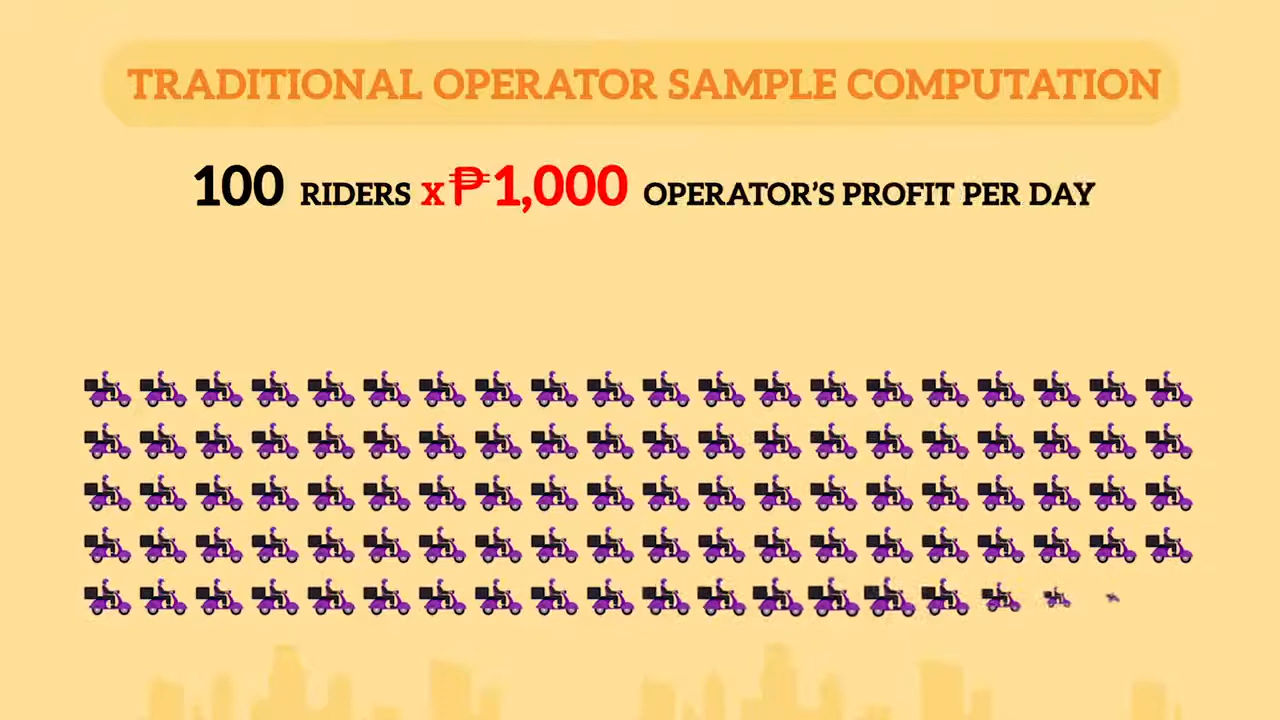 TRADITIONAL OPERATOR SAMPLE COMPUTATION
100 RIDERS x₱1,000 OPERATOR’S PROFIT PER DAY